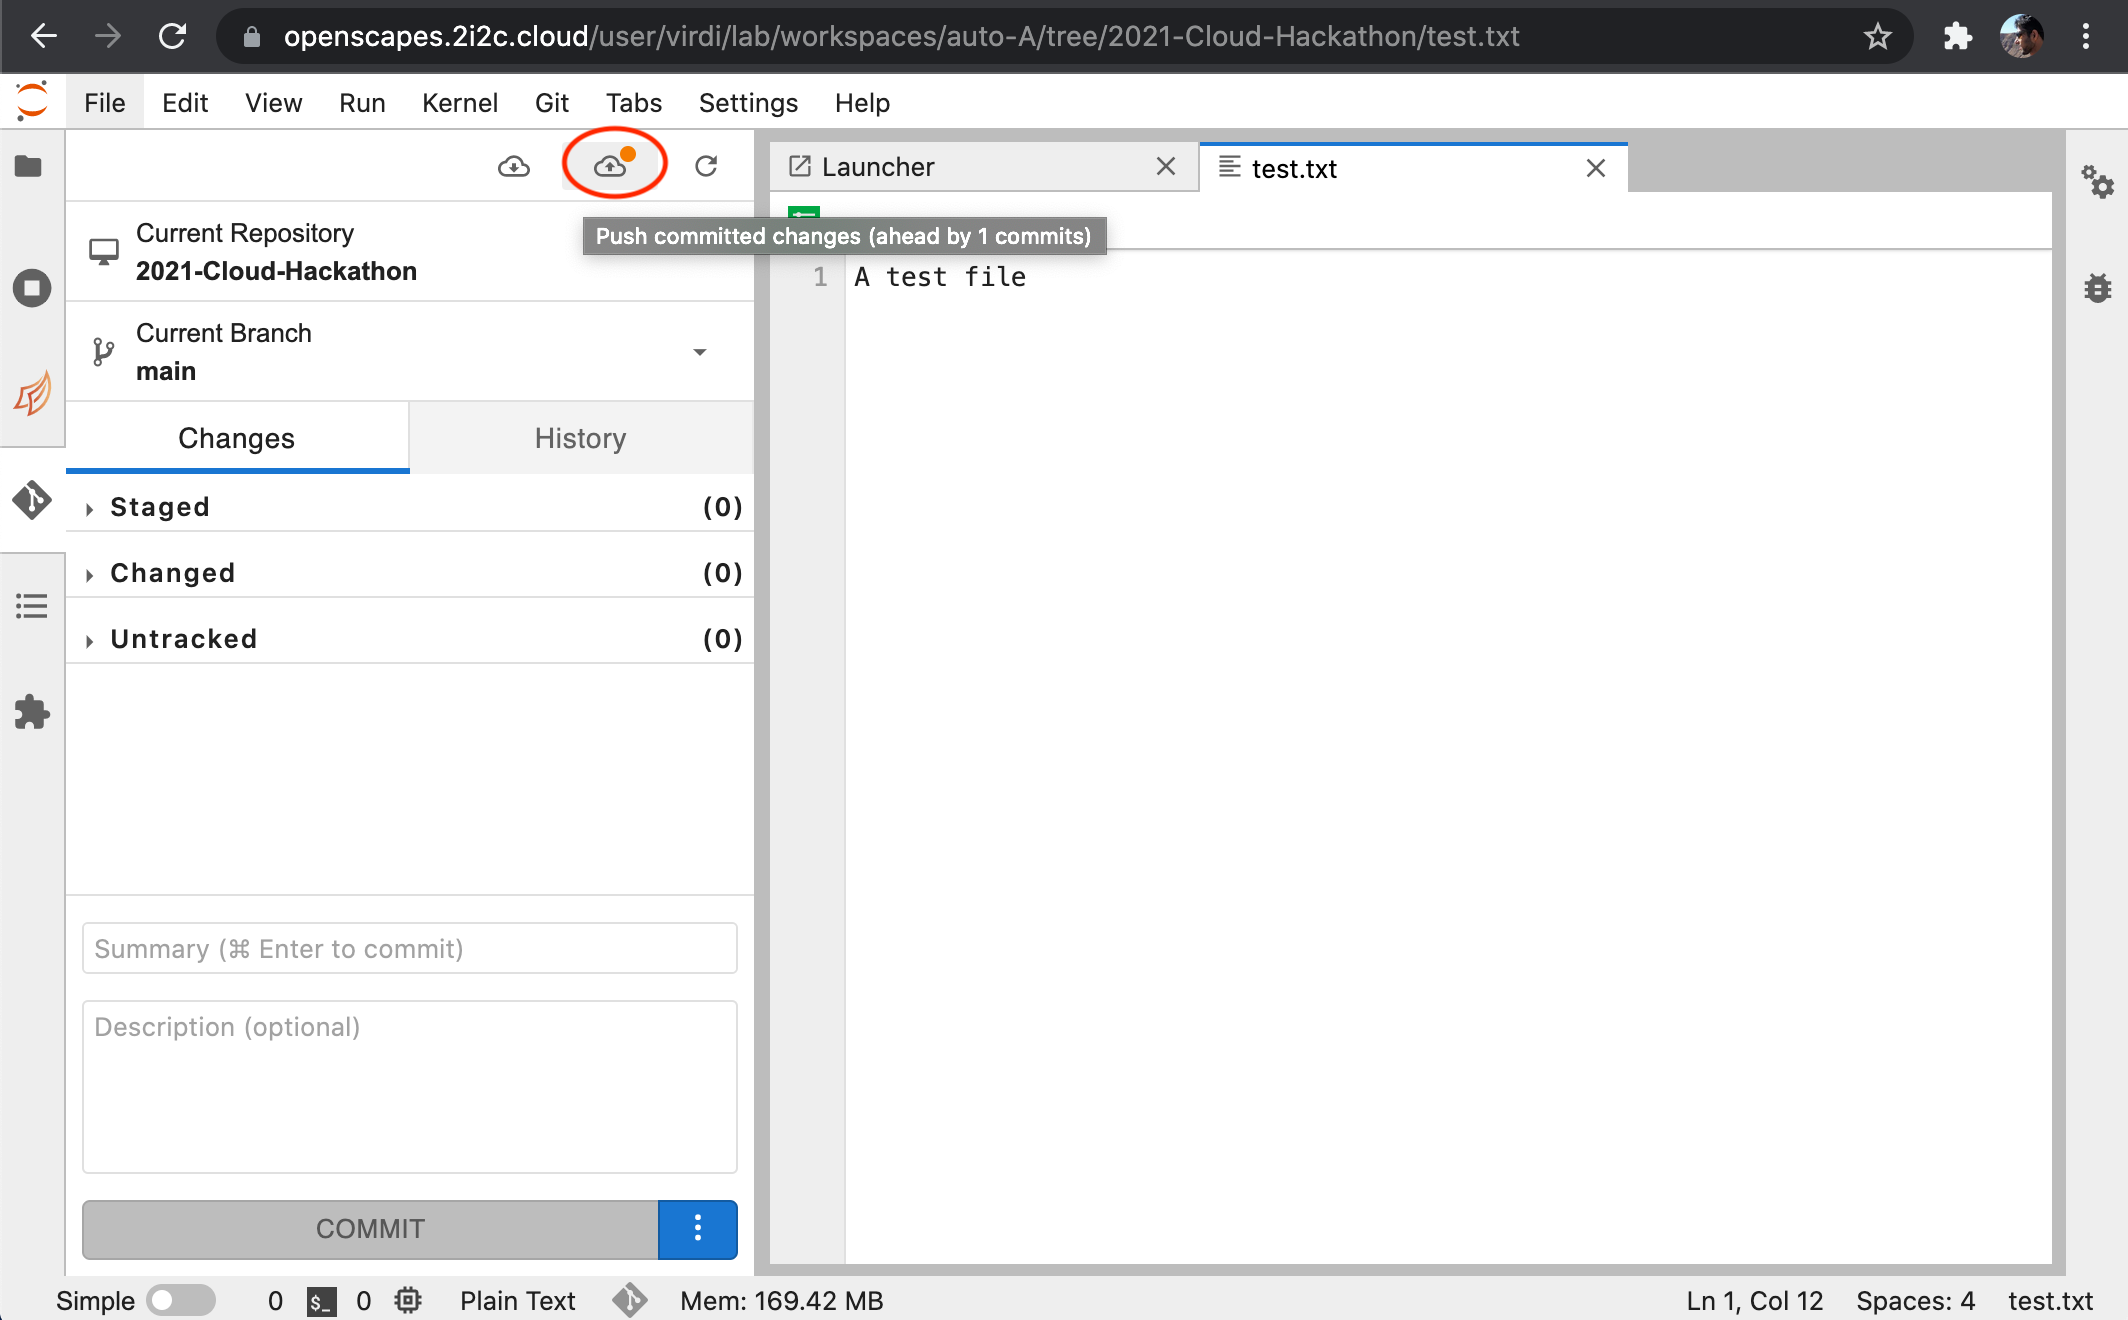 openscapes.2i2c.cloud/user/virdi/lab/workspaces/auto-A/tree/2021-Cloud-Hackathon/test.txt
File Edit View Run Kernel Git Tabs Settings Help
Launcher
test.txt
Push committed changes (ahead by 1 commits)
Current Repository
2021-Cloud-Hackathon
Current Branch
main
Changes
History
Staged (0)
Changed (0)
Untracked (0)
Summary (⌘ Enter to commit)
Description (optional)
COMMIT
1 A test file
Simple 0 $_ 0 Plain Text Mem: 169.42 MB Ln 1, Col 12 Spaces: 4 test.txt